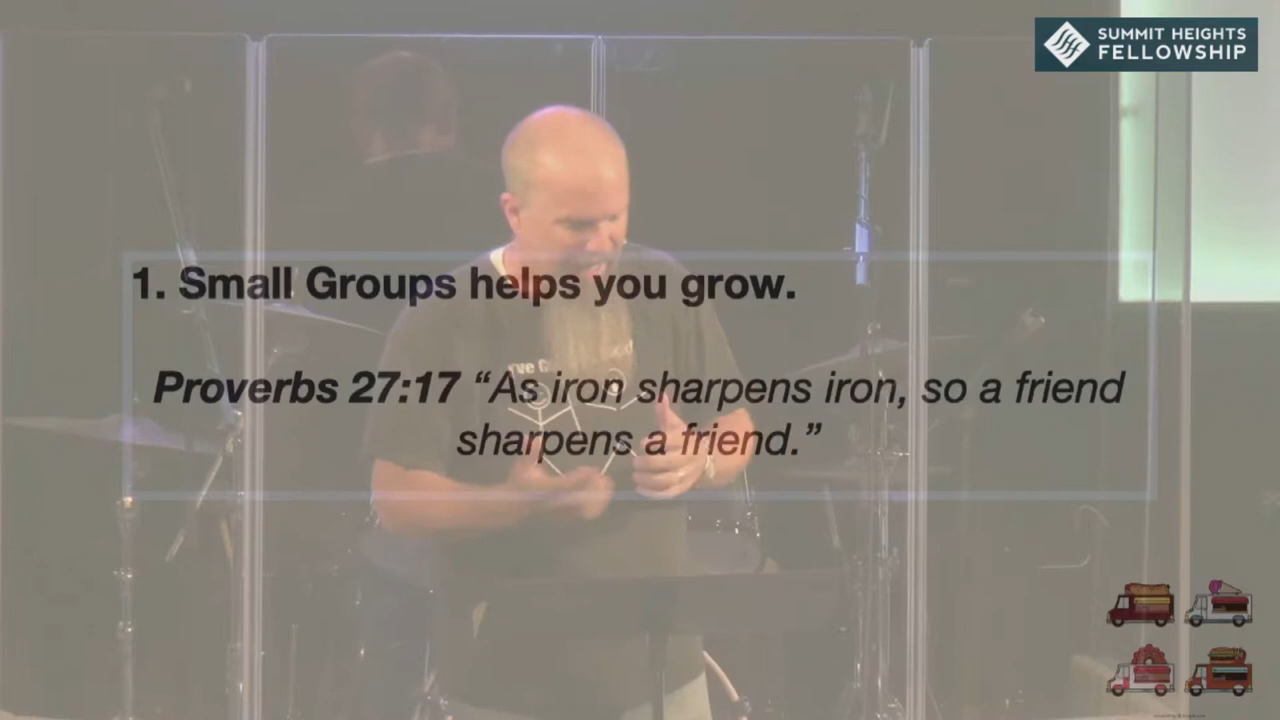 SUMMIT HEIGHTS
FELLOWSHIP
1. Small Groups helps you grow.
Proverbs 27:17 “As iron sharpens iron, so a friend
sharpens a friend.”
I've G